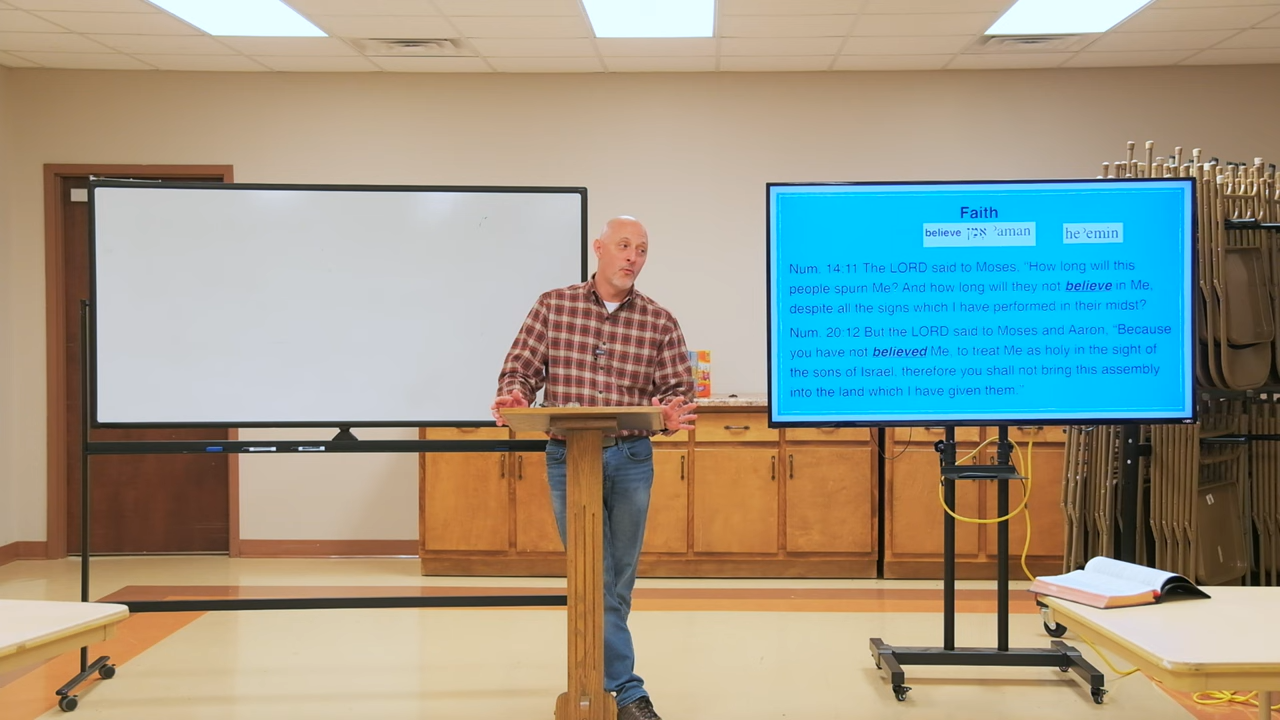 Faith
believe אָמַן ʾaman heʾemin
Num. 14:11 The LORD said to Moses, “How long will this
people spurn Me? And how long will they not believe in Me,
despite all the signs which I have performed in their midst?
Num. 20:12 But the LORD said to Moses and Aaron, “Because
you have not believed Me, to treat Me as holy in the sight of
the sons of Israel, therefore you shall not bring this assembly
into the land which I have given them.”